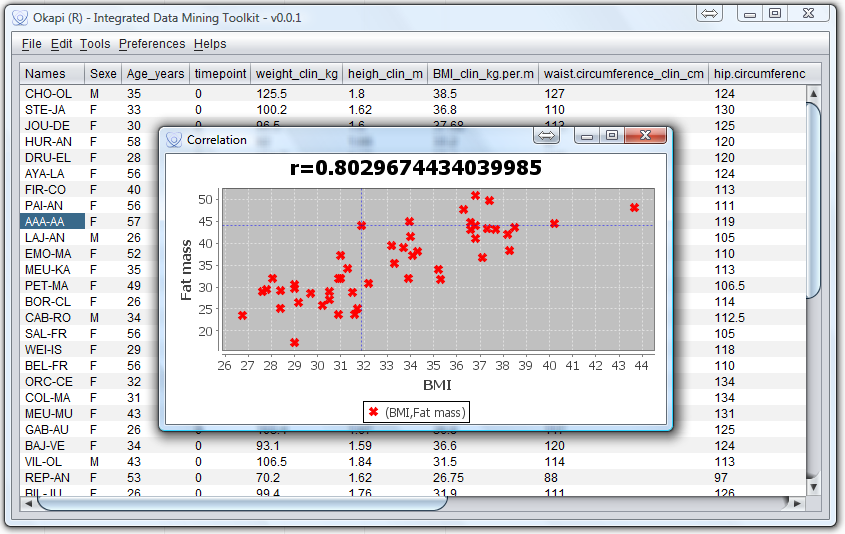 Okapi (R) - Integrated Data Mining Toolkit - v0.0.1
File Edit Tools Preferences Helps
Names Sexe Age_years timepoint weight_clin_kg heigh_clin_m BMI_clin_kg.per.m waist.circumference_clin_cm hip.circumferenc
CHO-OL M 35 0 125.5 1.8 38.5 127 124
STE-JA F 33 0 100.2 1.62 36.8 110 130
JOU-DE F 30 0 96.5 1.6 37.68 113 125
HUR-AN F 58 120
DRU-EL F 28 120
AYA-LA F 56 124
FIR-CO F 40 113
PAI-AN F 56 111
AAA-AA F 57 119
LAJ-AN M 26 105
EMO-MA F 52 110
MEU-KA F 35 113
PET-MA F 49 106.5
BOR-CL F 26 114
CAB-RO M 34 112.5
SAL-FR F 56 105
WEI-IS F 29 118
BEL-FR F 56 110
ORC-CE F 32 134
COL-MA F 31 134
MEU-MU F 43 131
GAB-AU F 26 125
BAJ-VE F 34 0 93.1 1.59 36.6 120 124
VIL-OL M 43 0 106.5 1.84 31.5 114 113
REP-AN F 53 0 70.2 1.62 26.75 88 97
BIL-JU F 26 0 99.4 1.76 31.9 111 126
Correlation
r=0.8029674434039985
Fat mass
50
45
40
35
30
25
20
26 27 28 29 30 31 32 33 34 35 36 37 38 39 40 41 42 43 44
BMI
(BMI,Fat mass)